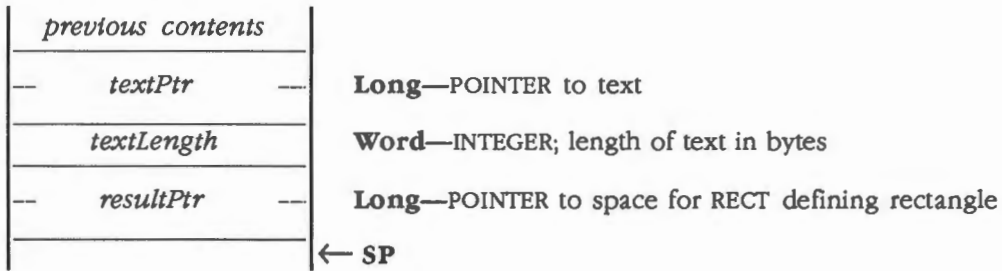 previous contents
textPtr Long—POINTER to text
textLength Word—INTEGER; length of text in bytes
resultPtr Long—POINTER to space for RECT defining rectangle
← SP